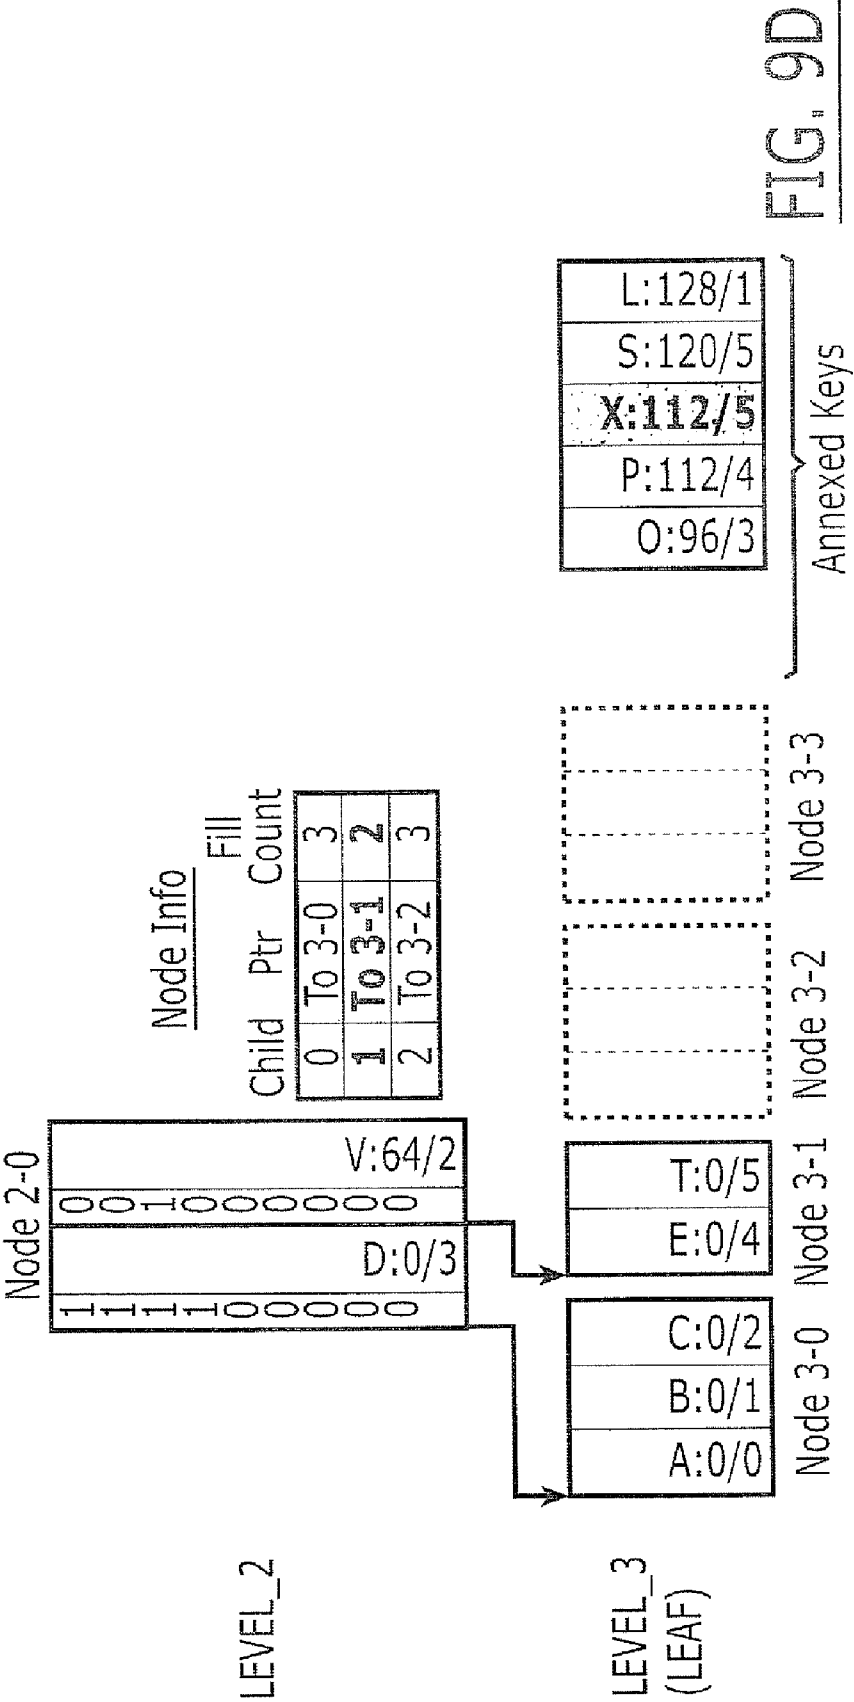 Node 2-0
111100000
D:0/3
001000000
V:64/2
Node Info
Child Ptr Fill Count
0 To 3-0 3
1 To 3-1 2
2 To 3-2 3
LEVEL_2
LEVEL_3
(LEAF)
A:0/0
B:0/1
C:0/2
E:0/4
T:0/5
O:96/3
P:112/4
X:112/5
S:120/5
L:128/1
Node 3-0
Node 3-1
Node 3-2
Node 3-3
Annexed Keys
FIG. 9D